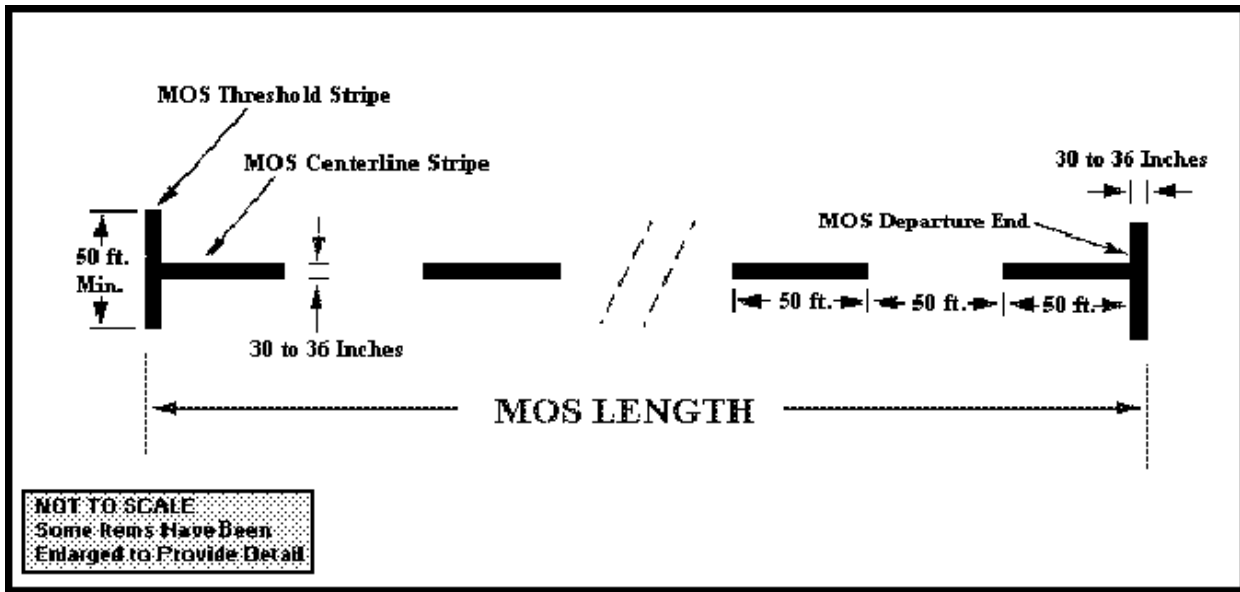 MOS Threshold Stripe
MOS Centerline Stripe
30 to 36 Inches
MOS Departure End
50 ft.
Min.
50 ft.
50 ft.
50 ft.
30 to 36 Inches
MOS LENGTH
NOT TO SCALE
Some Items Have Been
Enlarged to Provide Detail